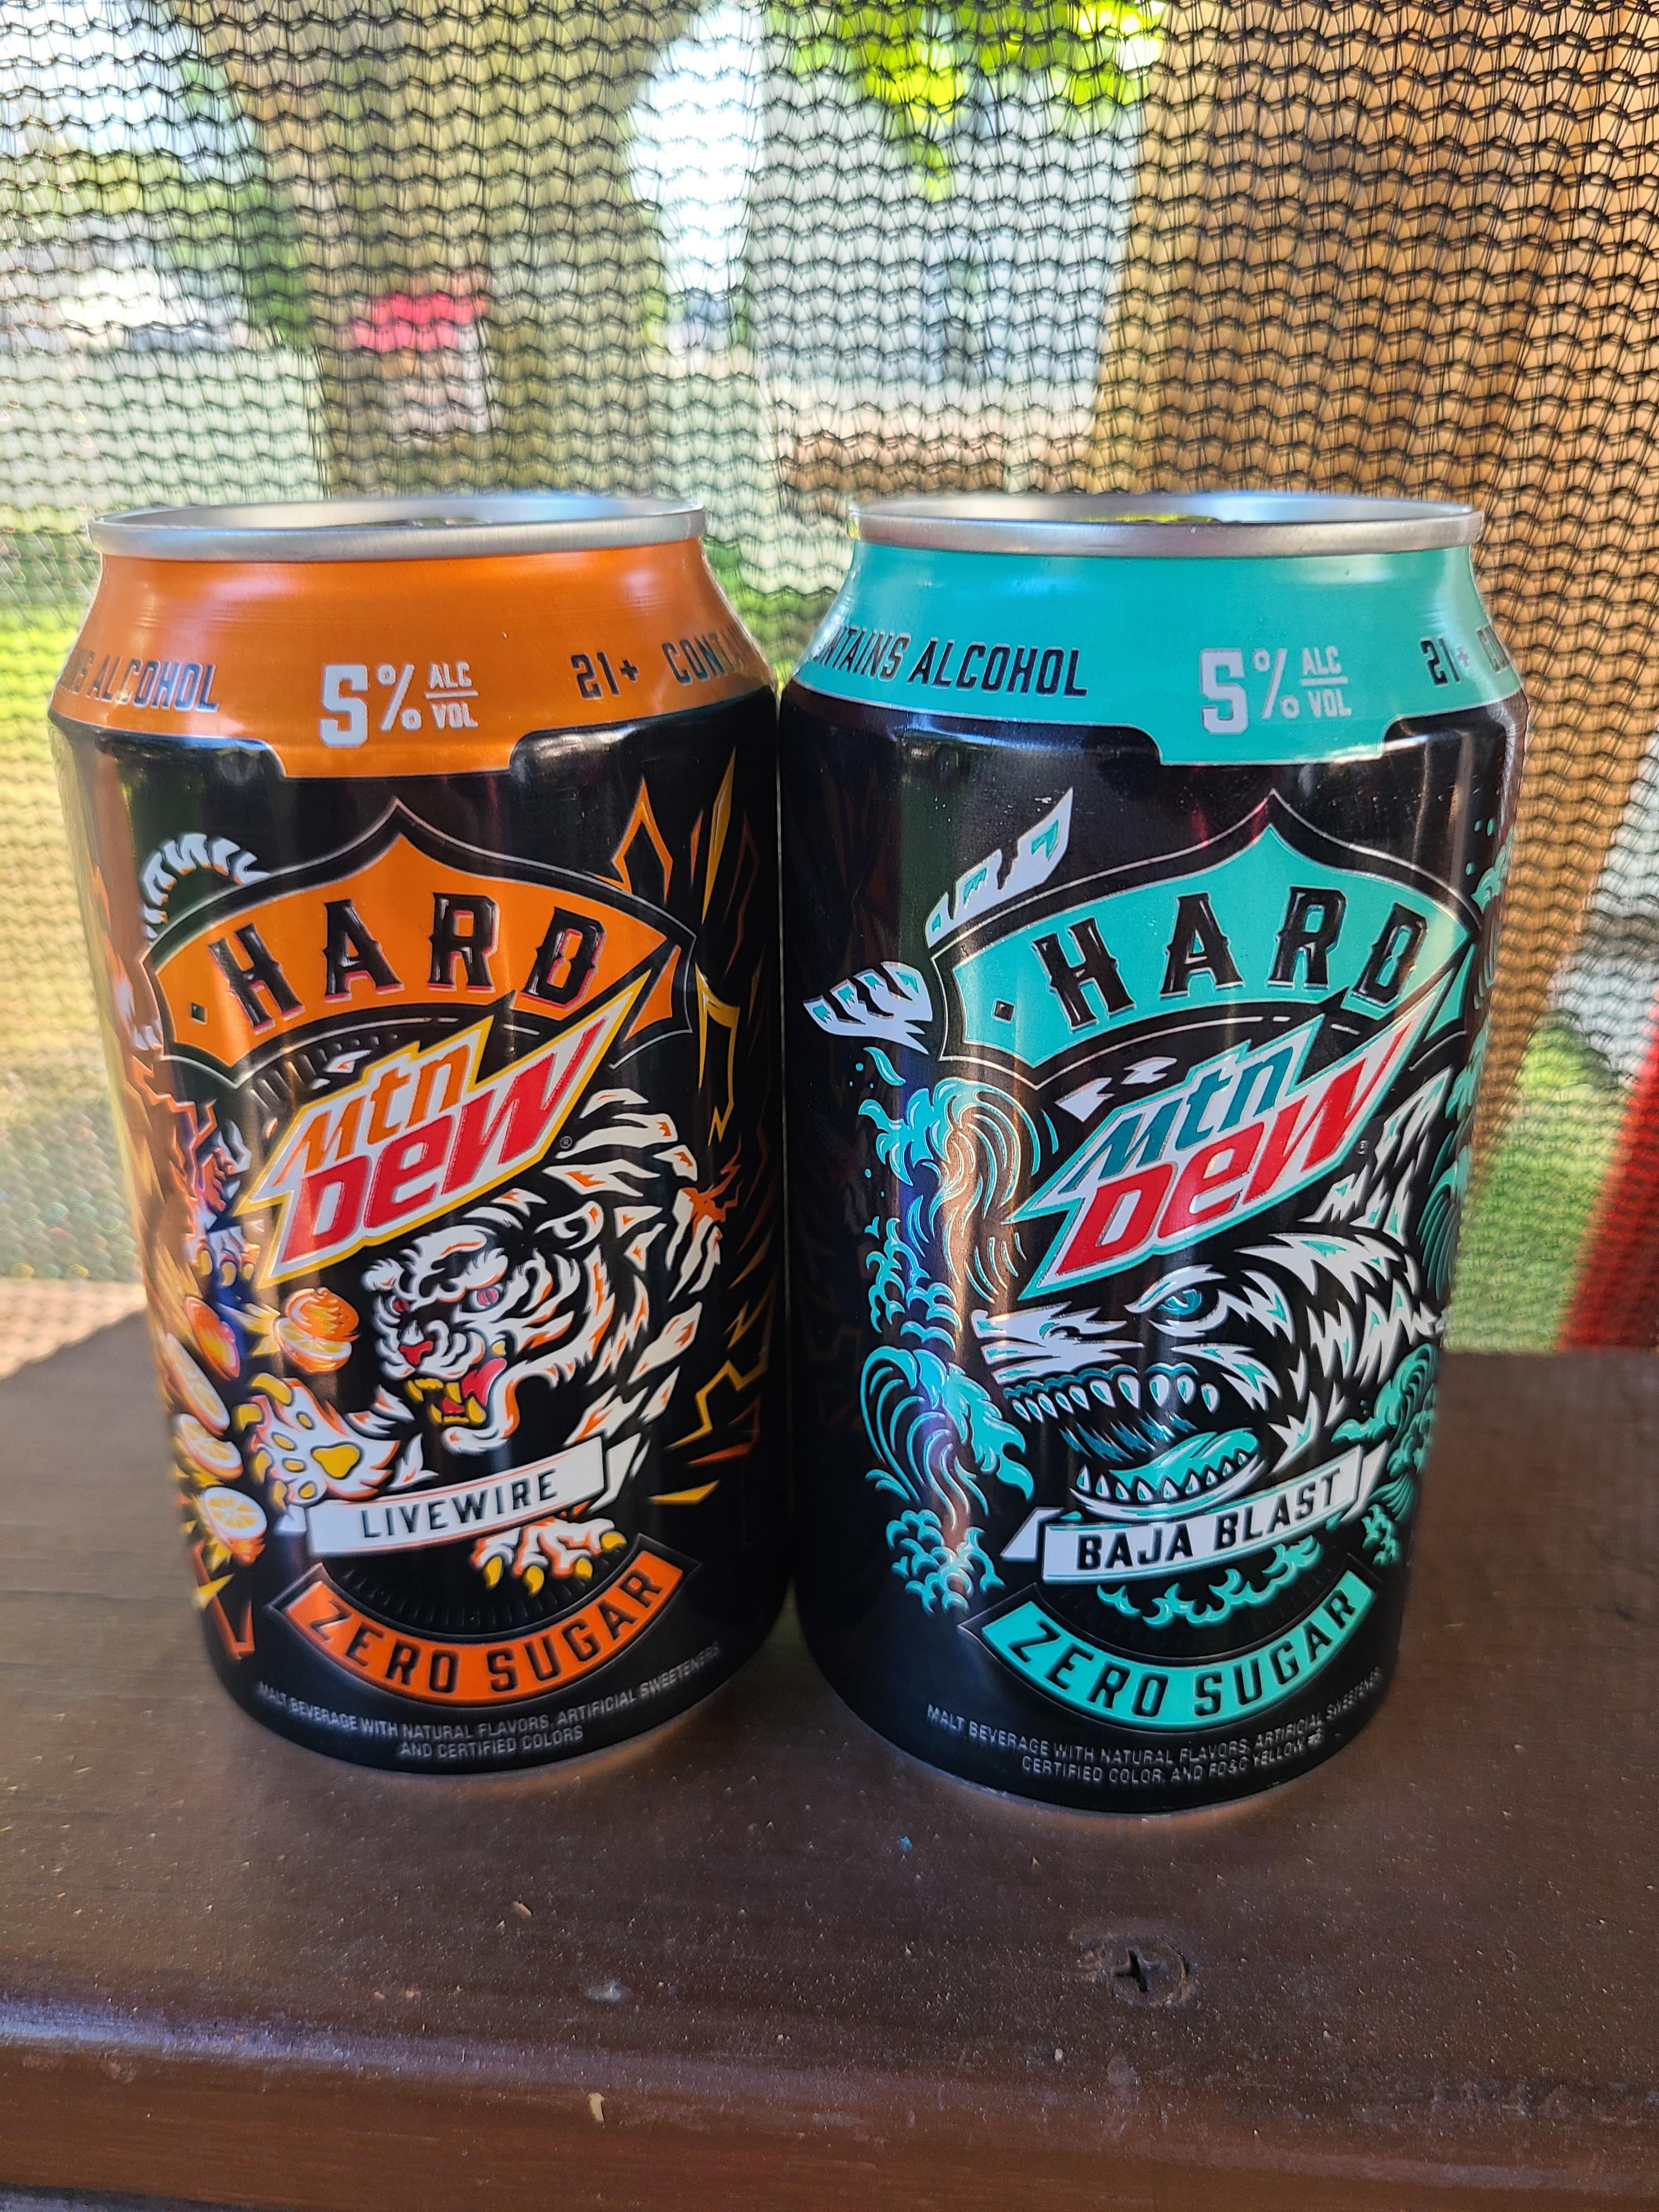 ALCOHOL
5% ALC VOL
21+
HARD
mtn
DEW
®
LIVEWIRE
ZERO SUGAR
MALT BEVERAGE WITH NATURAL FLAVORS, ARTIFICIAL SWEETENERS
AND CERTIFIED COLORS
ALCOHOL
5% ALC VOL
HARD
mtn
DEW
BAJA BLAST
ZERO SUGAR
MALT BEVERAGE WITH NATURAL FLAVORS, ARTIFICIAL SWEETENERS
CERTIFIED COLOR, AND FD&C YELLOW #5